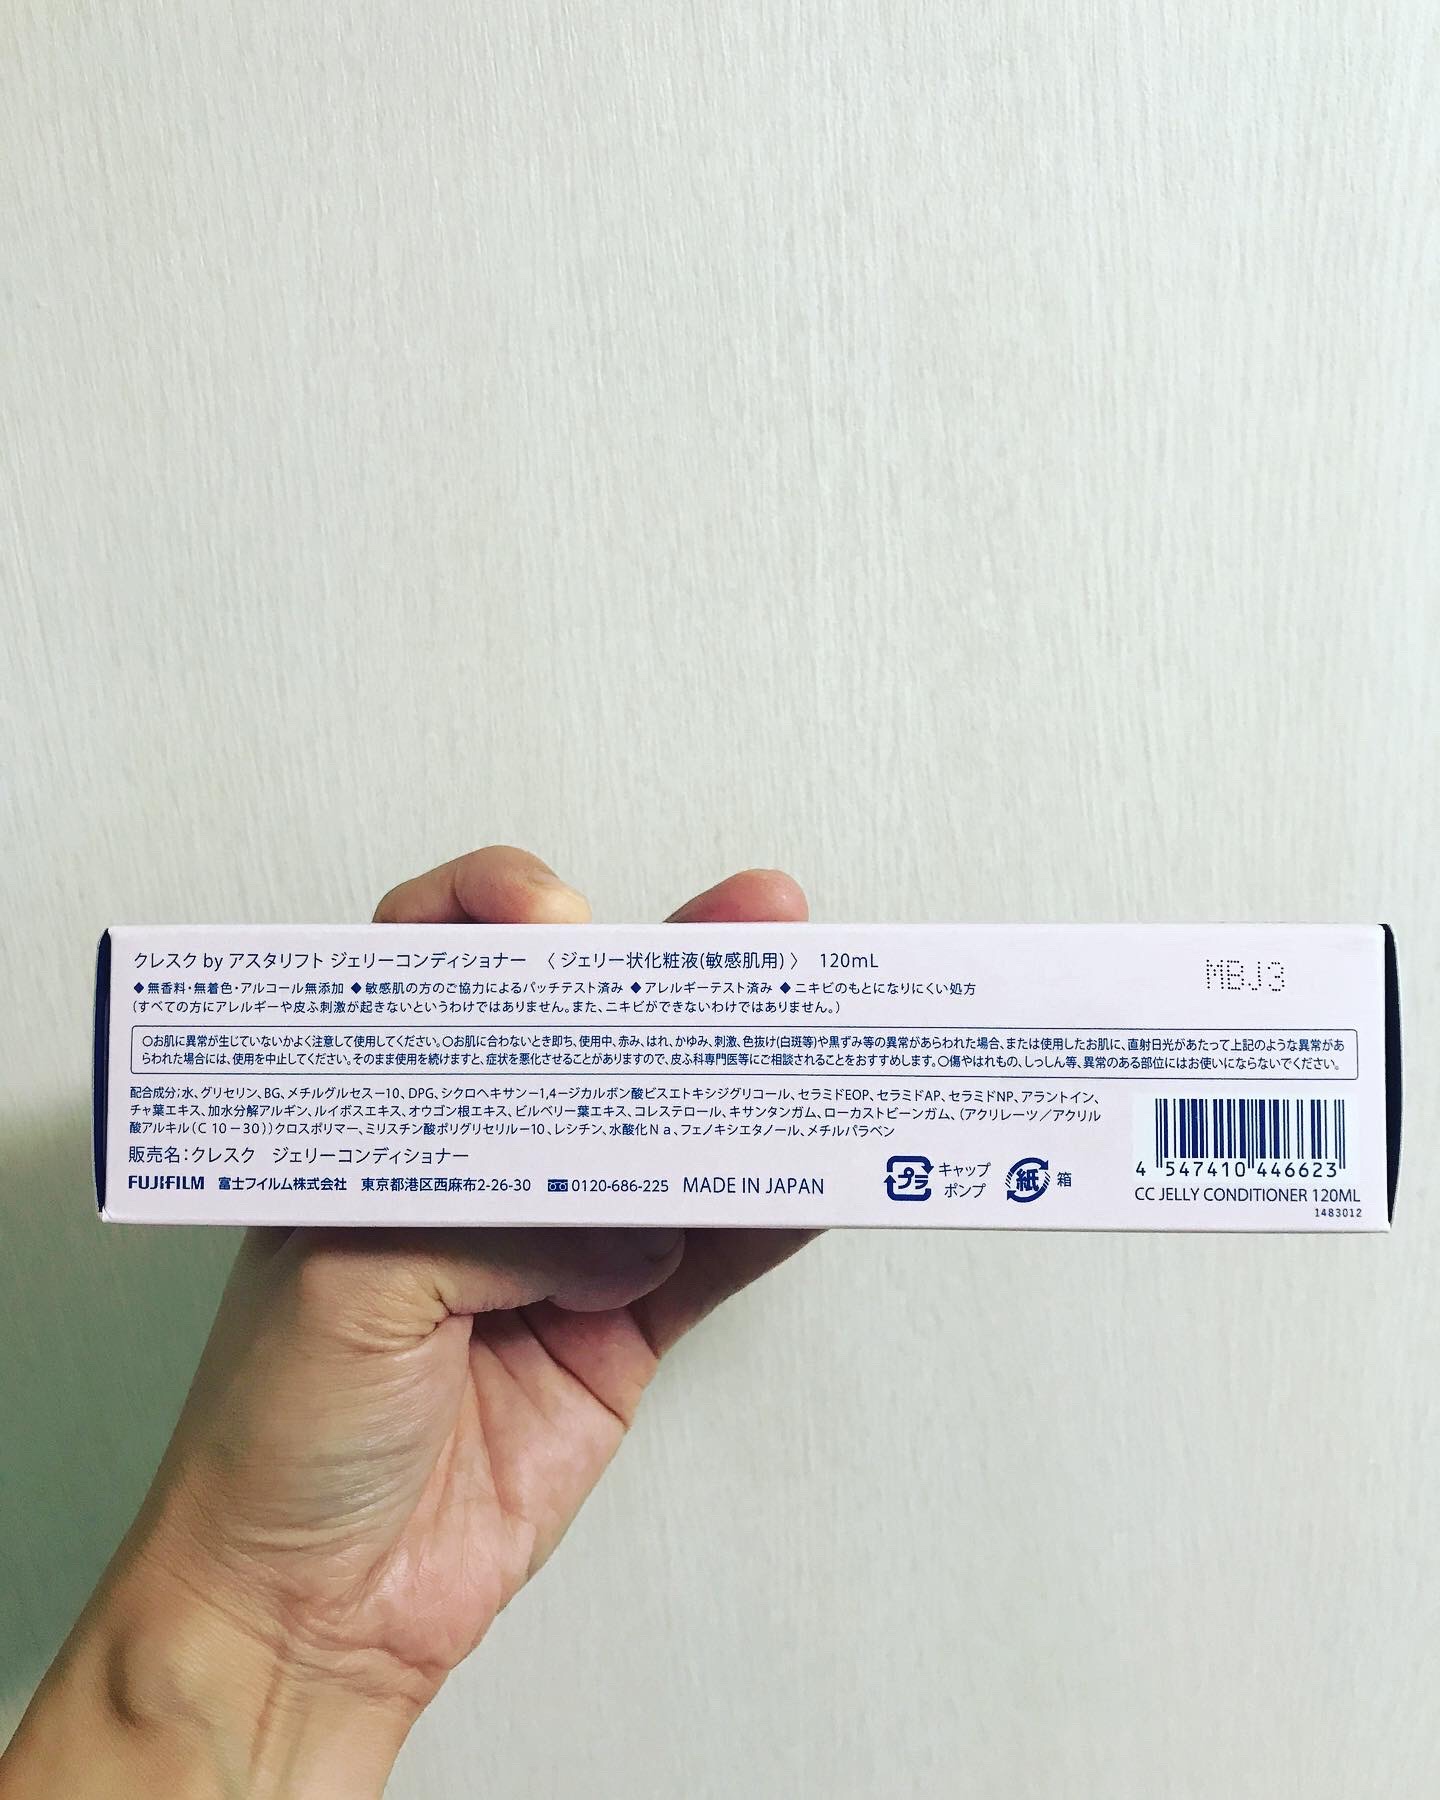 クレスク by アスタリフト ジェリーコンディショナー 〈ジェリー状化粧液(敏感肌用)〉 120mL
MBJ3
◆無香料・無着色・アルコール無添加 ◆敏感肌の方のご協力によるパッチテスト済み ◆アレルギーテスト済み ◆ニキビのもとになりにくい処方
(すべての方にアレルギーや皮ふ刺激が起きないというわけではありません。また、ニキビができないわけではありません。)
○お肌に異常が生じていないかよく注意して使用してください。○お肌に合わないとき即ち、使用中、赤み、はれ、かゆみ、刺激、色抜け(白斑等)や黒ずみ等の異常があらわれた場合、または使用したお肌に、直射日光があたって上記のような異常があ
らわれた場合には、使用を中止してください。そのまま使用を続けますと、症状を悪化させることがありますので、皮ふ科専門医等にご相談されることをおすすめします。○傷やはれもの、しっしん等、異常のある部位にはお使いにならないでください。
配合成分:水、グリセリン、BG、メチルグルセスー10、DPG、シクロヘキサンー1,4ージカルボン酸ビスエトキシジグリコール、セラミドEOP、セラミドAP、セラミドNP、アラントイン、
チャ葉エキス、加水分解アルギン、ルイボスエキス、オウゴン根エキス、ビルベリー葉エキス、コレステロール、キサンタンガム、ローカストビーンガム、(アクリレーツ／アクリル
酸アルキル(C10－30))クロスポリマー、ミリスチン酸ポリグリセリルー10、レシチン、水酸化Na、フェノキシエタノール、メチルパラベン
販売名:クレスク ジェリーコンディショナー
FUJIFILM 富士フイルム株式会社 東京都港区西麻布2-26-30 0120-686-225 MADE IN JAPAN
プラ キャップ
ポンプ
紙 箱
4 547410 446623
CC JELLY CONDITIONER 120ML
1483012